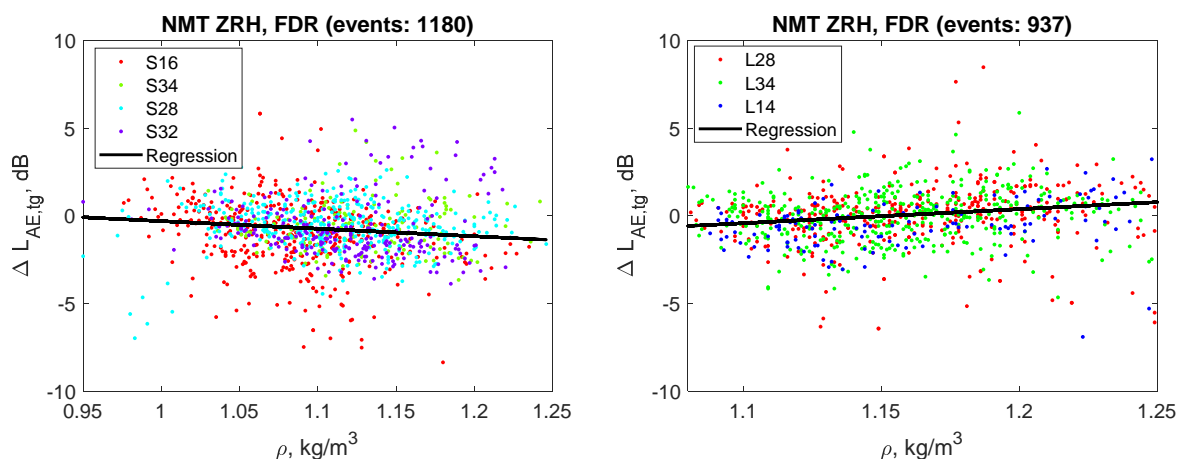 NMT ZRH, FDR (events: 1180)
10
5
0
-5
-10
Δ L_AE,tg, dB
S16
S34
S28
S32
Regression
0.95
1
1.05
1.1
1.15
1.2
1.25
ρ, kg/m³
NMT ZRH, FDR (events: 937)
10
5
0
-5
-10
Δ L_AE,tg, dB
L28
L34
L14
Regression
1.1
1.15
1.2
1.25
ρ, kg/m³